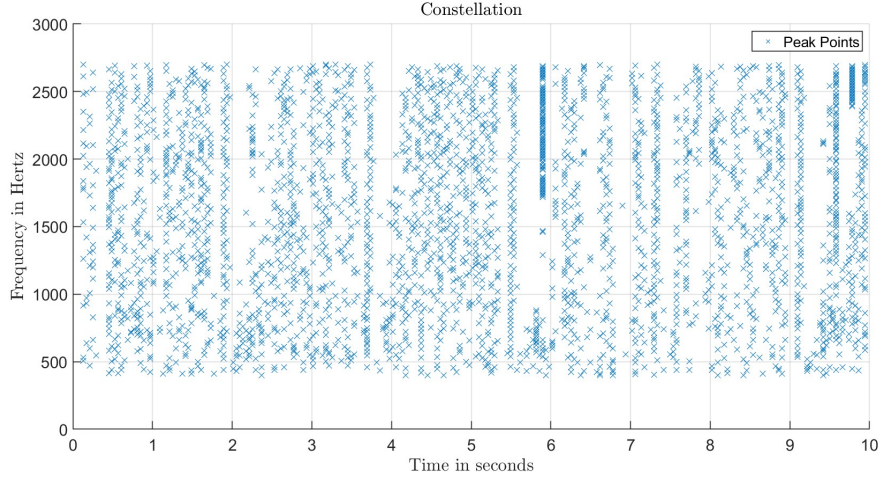 Constellation
Peak Points
Frequency in Hertz
3000
2500
2000
1500
1000
500
0
0 1 2 3 4 5 6 7 8 9 10
Time in seconds